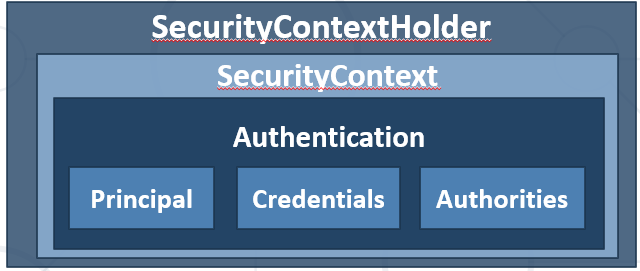 SecurityContextHolder
SecurityContext
Authentication
Principal
Credentials
Authorities